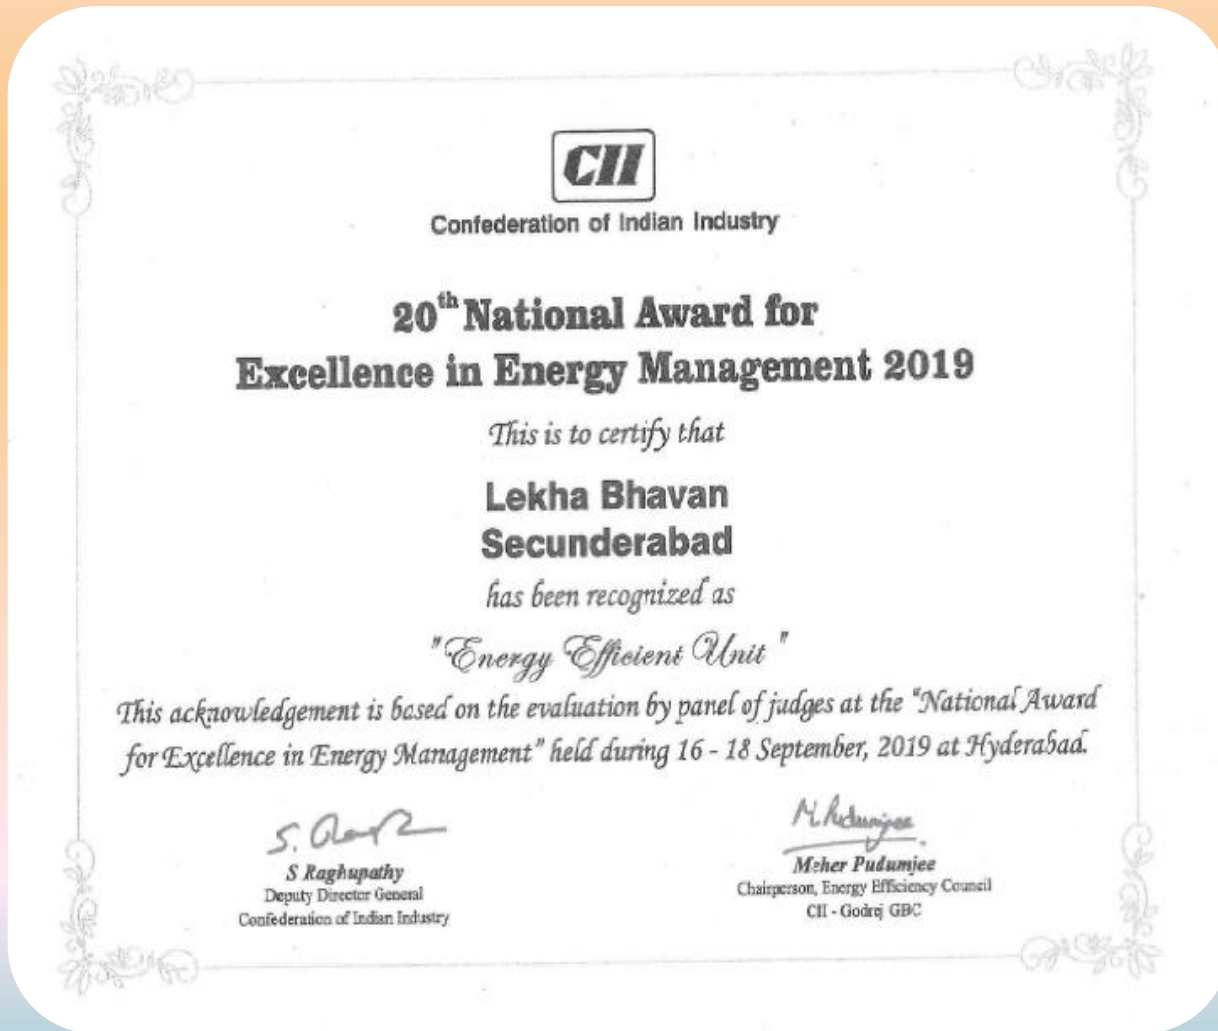 CII
Confederation of Indian Industry
20th National Award for
Excellence in Energy Management 2019
This is to certify that
Lekha Bhavan
Secunderabad
has been recognized as
"Energy Efficient Unit"
This acknowledgement is based on the evaluation by panel of judges at the "National Award
for Excellence in Energy Management" held during 16 - 18 September, 2019 at Hyderabad.
S Raghupathy
Deputy Director General
Confederation of Indian Industry
M. Pudumjee
Meher Pudumjee
Chairperson, Energy Efficiency Council
CII - Godrej GBC